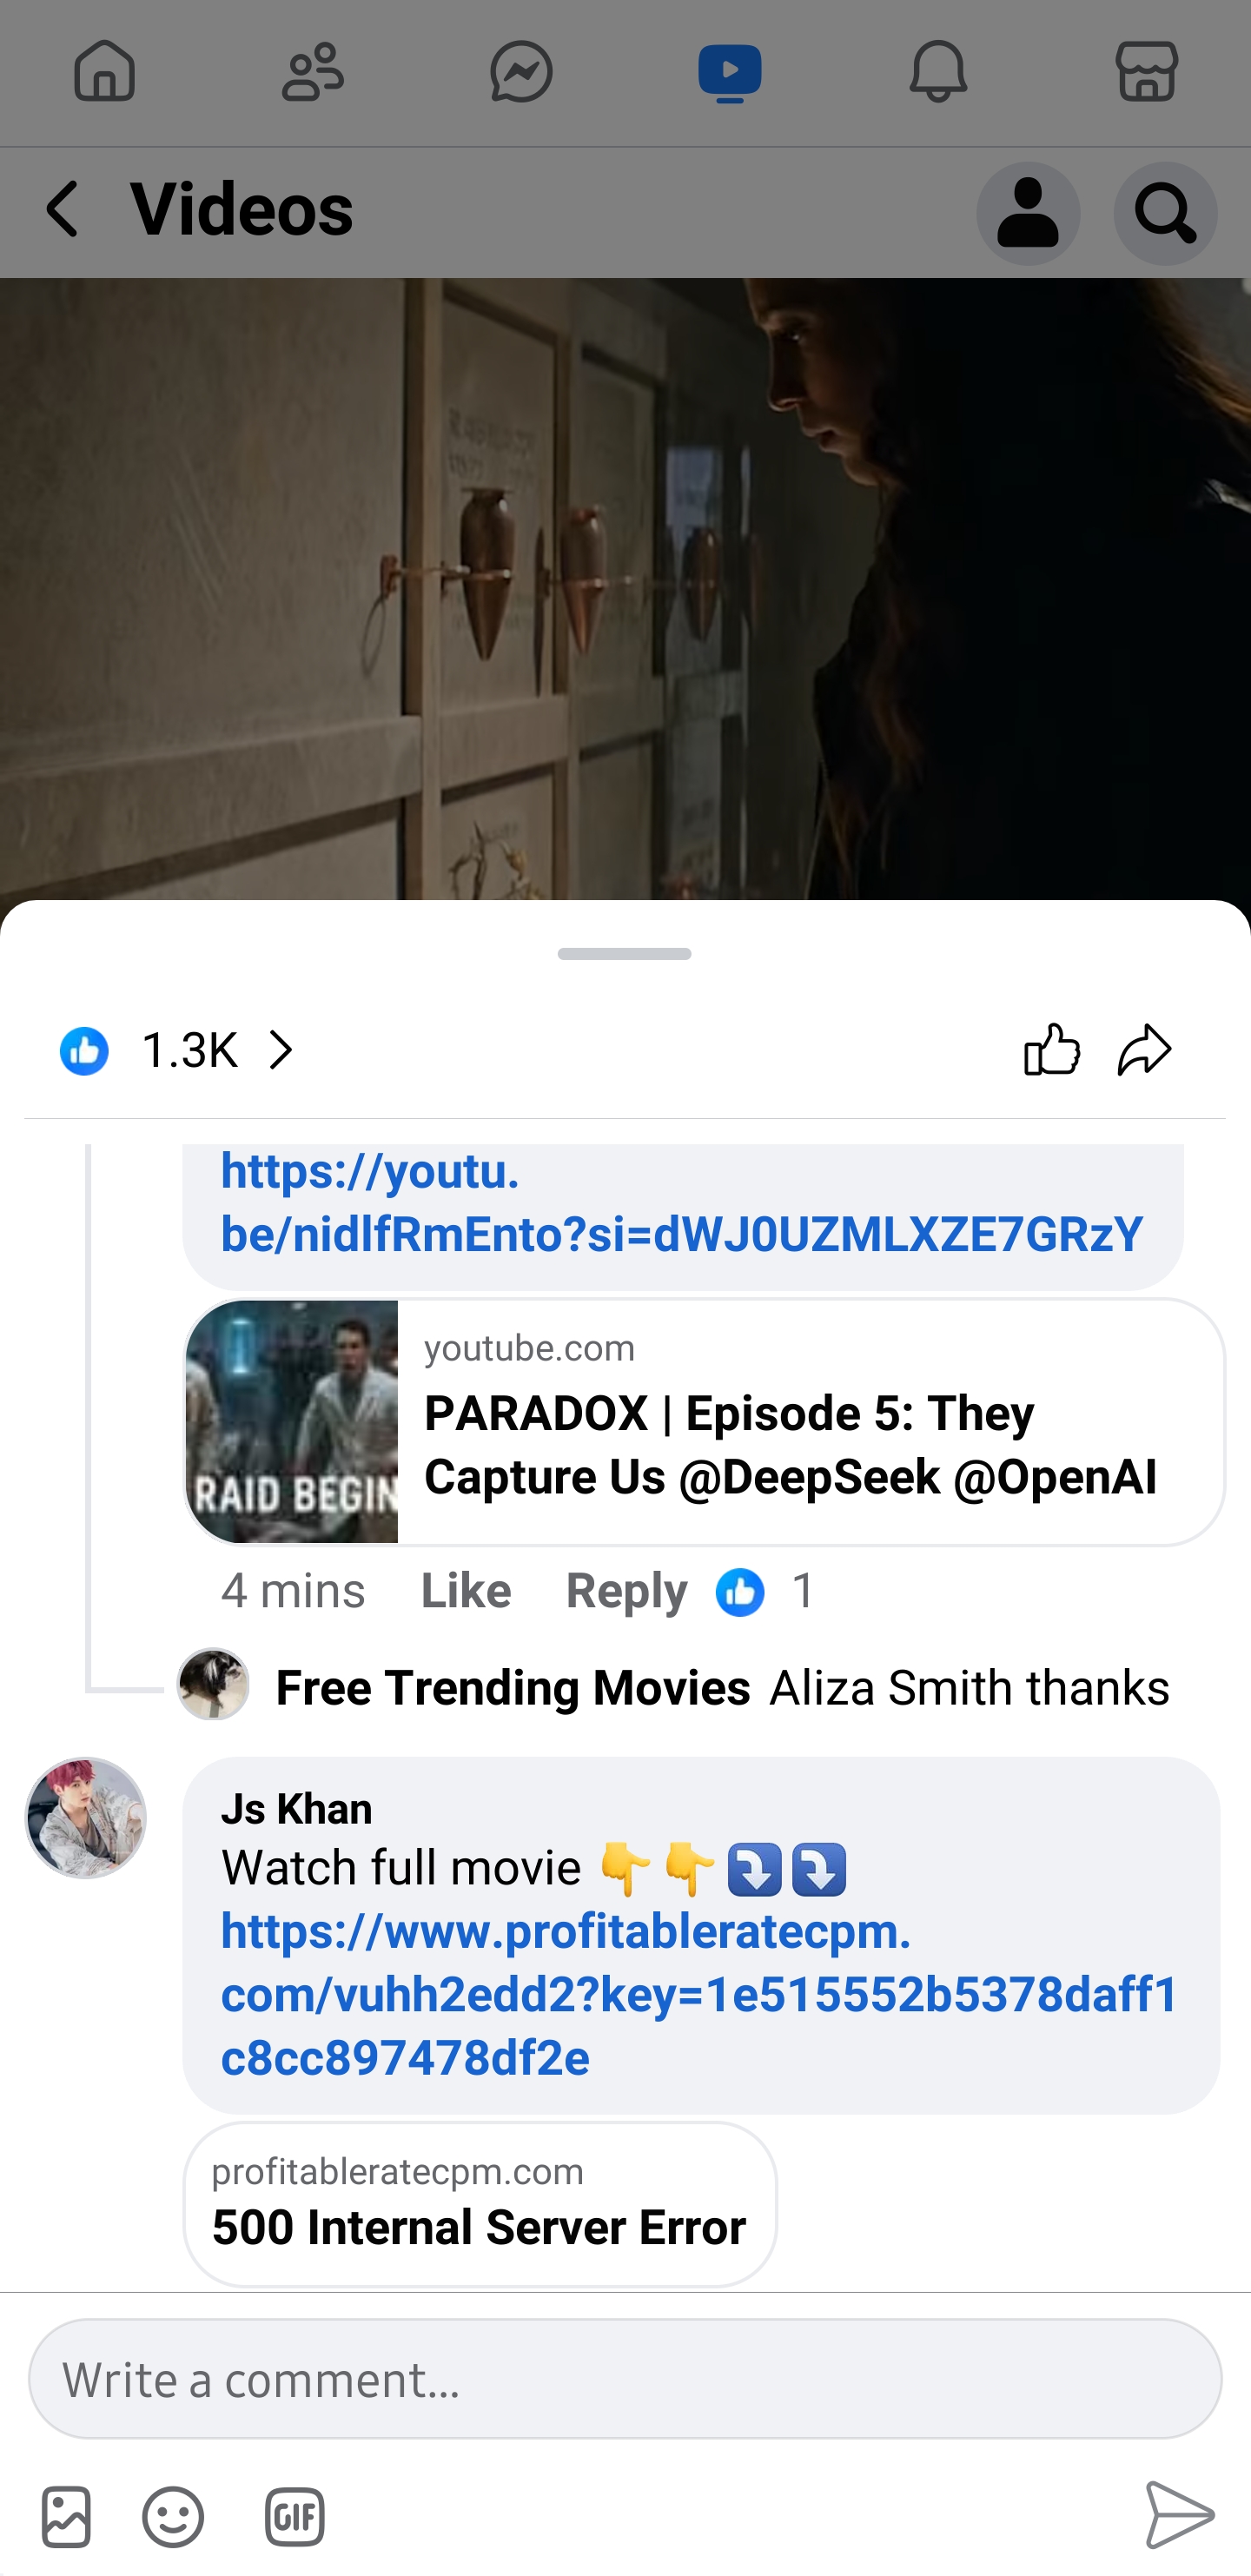 Videos
1.3K
https://youtu.
be/nidlfRmEnto?si=dWJ0UZMLXZE7GRzY
RAID BEGIN
youtube.com
PARADOX | Episode 5: They
Capture Us @DeepSeek @OpenAI
4 mins Like Reply 1
Free Trending Movies Aliza Smith thanks
Js Khan
Watch full movie 👇👇⤵️⤵️
https://www.profitableratecpm.
com/vuhh2edd2?key=1e515552b5378daff1
c8cc897478df2e
profitableratecpm.com
500 Internal Server Error
Write a comment...
GIF